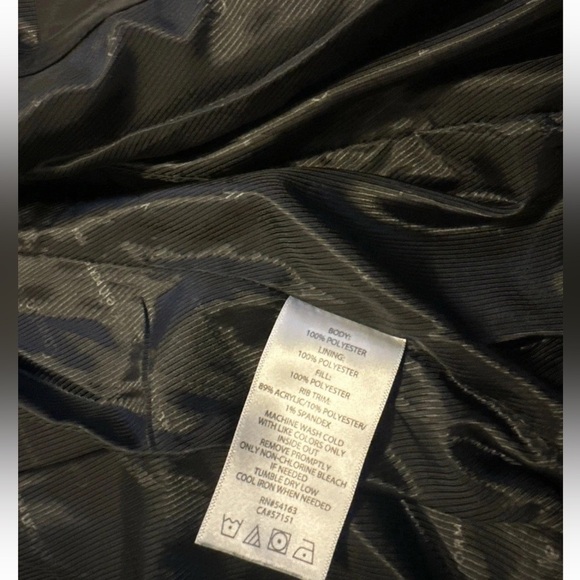 BODY:
100% POLYESTER
LINING:
100% POLYESTER
FILL:
100% POLYESTER
RIB TRIM:
89% ACRYLIC/10% POLYESTER/
1% SPANDEX
MACHINE WASH COLD
WITH LIKE COLORS ONLY
INSIDE OUT
REMOVE PROMPTLY
ONLY NON-CHLORINE BLEACH
IF NEEDED
TUMBLE DRY LOW
COOL IRON WHEN NEEDED
RN#54163
CA#57151